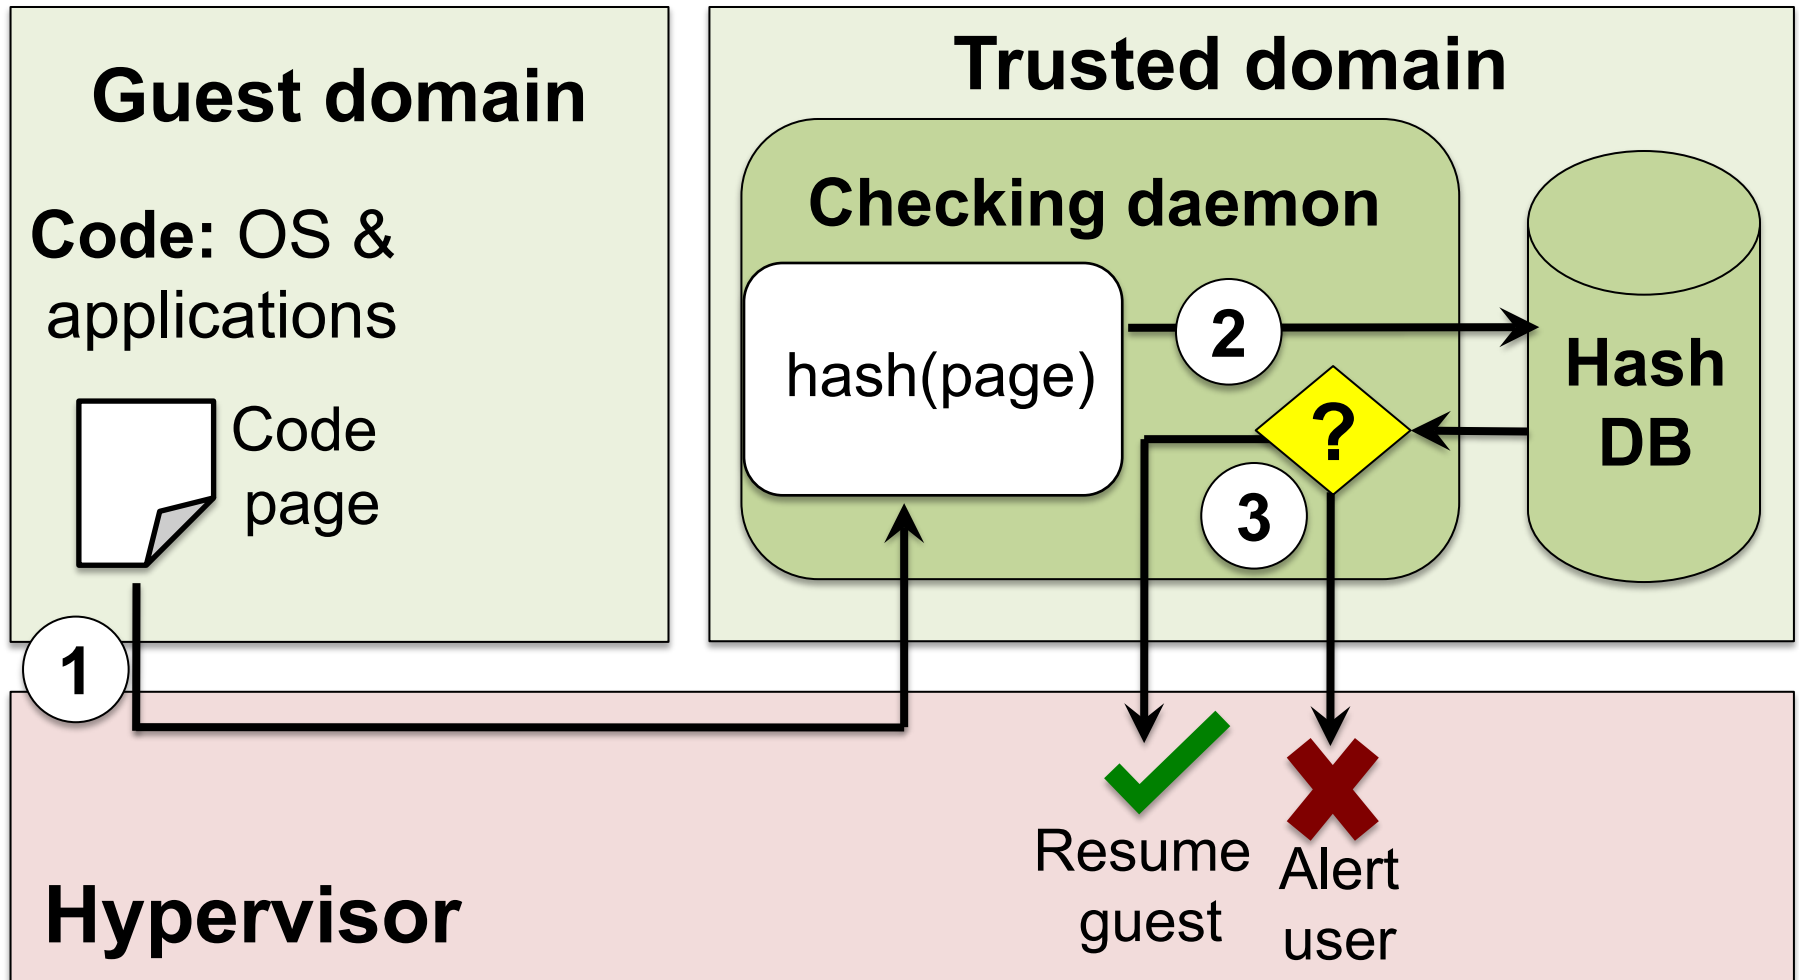 Guest domain
Code: OS &
applications
Code
page
1
Trusted domain
Checking daemon
hash(page)
2
?
3
Hash
DB
Resume
guest
Alert
user
Hypervisor